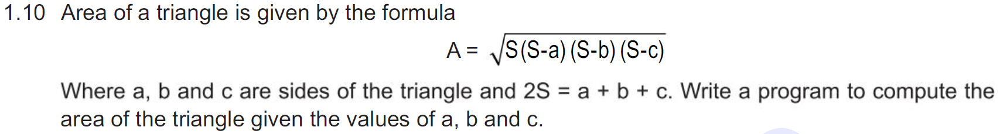 1.10 Area of a triangle is given by the formula
A = √S(S-a)(S-b)(S-c)
Where a, b and c are sides of the triangle and 2S = a + b + c. Write a program to compute the
area of the triangle given the values of a, b and c.